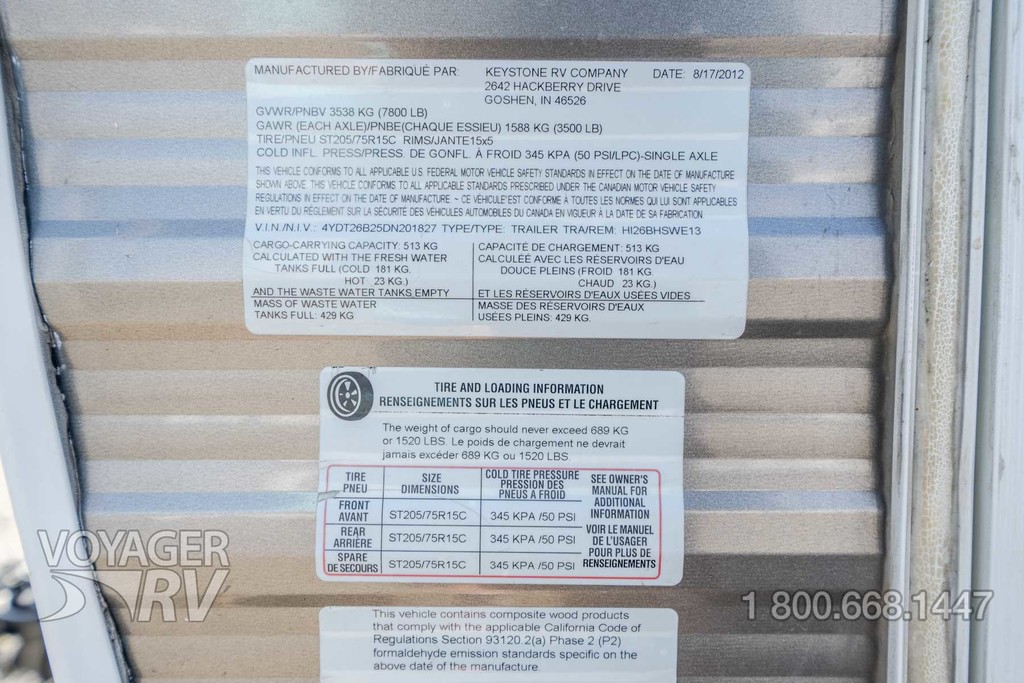 MANUFACTURED BY/FABRIQUÉ PAR: KEYSTONE RV COMPANY DATE: 8/17/2012
2642 HACKBERRY DRIVE
GOSHEN, IN 46526
GVWR/PNBV 3538 KG (7800 LB)
GAWR (EACH AXLE)/PNBE(CHAQUE ESSIEU) 1588 KG (3500 LB)
TIRE/PNEU ST205/75R15C RIMS/JANTE15x5
COLD INFL. PRESS/PRESS. DE GONFL. À FROID 345 KPA (50 PSI/LPC)-SINGLE AXLE
THIS VEHICLE CONFORMS TO ALL APPLICABLE U.S. FEDERAL MOTOR VEHICLE SAFETY STANDARDS IN EFFECT ON THE DATE OF MANUFACTURE
SHOWN ABOVE. THIS VEHICLE CONFORMS TO ALL APPLICABLE STANDARDS PRESCRIBED UNDER THE CANADIAN MOTOR VEHICLE SAFETY
REGULATIONS IN EFFECT ON THE DATE OF MANUFACTURE. ~ CE VEHICULE'EST CONFORME À TOUTES LES NORMES QUI LUI SONT APPLICABLES
EN VERTU DU RÉGLEMENT SUR LA SÉCURITÉ DES VÉHICULES AUTOMOBILES DU CANADA EN VIGUEUR À LA DATE DE SA FABRICATION.
V.I.N./N.I.V.: 4YDT26B25DN201827 TYPE/TYPE: TRAILER TRA/REM: HI26BHSWE13
CARGO-CARRYING CAPACITY: 513 KG
CALCULATED WITH THE FRESH WATER
TANKS FULL (COLD 181 KG.
HOT 23 KG.)
AND THE WASTE WATER TANKS EMPTY
MASS OF WASTE WATER
TANKS FULL: 429 KG
CAPACITÉ DE CHARGEMENT: 513 KG
CALCULÉE AVEC LES RÉSERVOIRS D'EAU
DOUCE PLEINS (FROID 181 KG.
CHAUD 23 KG.)
ET LES RÉSERVOIRS D'EAUX USÉES VIDES
MASSE DES RÉSERVOIRS D'EAUX
USÉES PLEINS: 429 KG.
TIRE AND LOADING INFORMATION
RENSEIGNEMENTS SUR LES PNEUS ET LE CHARGEMENT
The weight of cargo should never exceed 689 KG
or 1520 LBS. Le poids de chargement ne devrait
jamais excéder 689 KG ou 1520 LBS.
TIRE
PNEU
SIZE
DIMENSIONS
COLD TIRE PRESSURE
PRESSION DES
PNEUS A FROID
SEE OWNER'S
MANUAL FOR
ADDITIONAL
INFORMATION
FRONT
AVANT
ST205/75R15C
345 KPA /50 PSI
REAR
ARRIÈRE
ST205/75R15C
345 KPA /50 PSI
VOIR LE MANUEL
DE L'USAGER
POUR PLUS DE
RENSEIGNEMENTS
SPARE
DE SECOURS
ST205/75R15C
345 KPA /50 PSI
This vehicle contains composite wood products
that comply with the applicable California Code of
Regulations Section 93120.2(a) Phase 2 (P2)
formaldehyde emission standards specific on the
above date of the manufacture.
VOYAGER
RV
1 800.668.1447